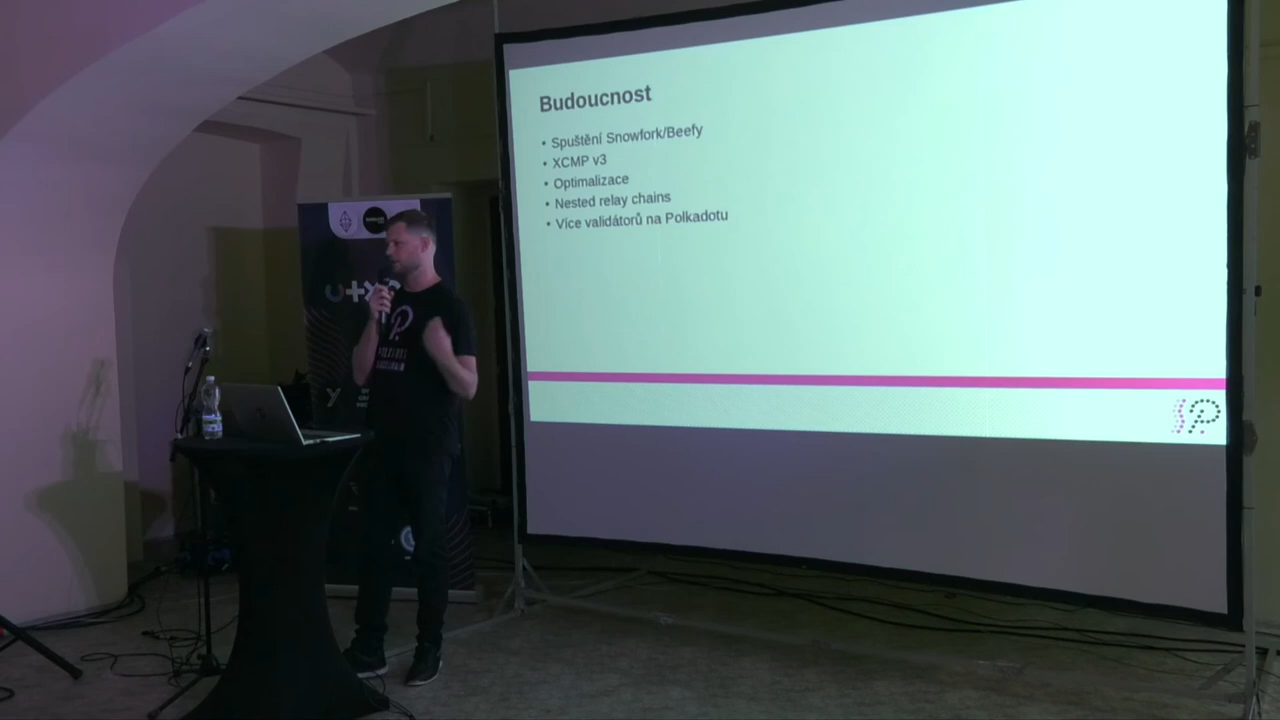 Budoucnost
• Spuštění Snowfork/Beefy
• XCMP v3
• Optimalizace
• Nested relay chains
• Více validátorů na Polkadotu